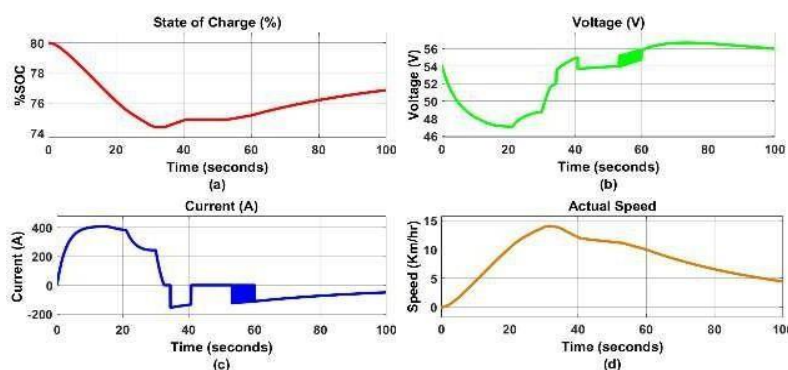 State of Charge (%)
80
78
76
74
%SOC
0 20 40 60 80 100
Time (seconds)
(a)
Voltage (V)
56
54
52
50
48
46
Voltage (V)
0 20 40 60 80 100
Time (seconds)
(b)
Current (A)
400
200
0
-200
Current (A)
0 20 40 60 80 100
Time (seconds)
(c)
Actual Speed
15
10
5
0
Speed (Km/hr)
0 20 40 60 80 100
Time (seconds)
(d)